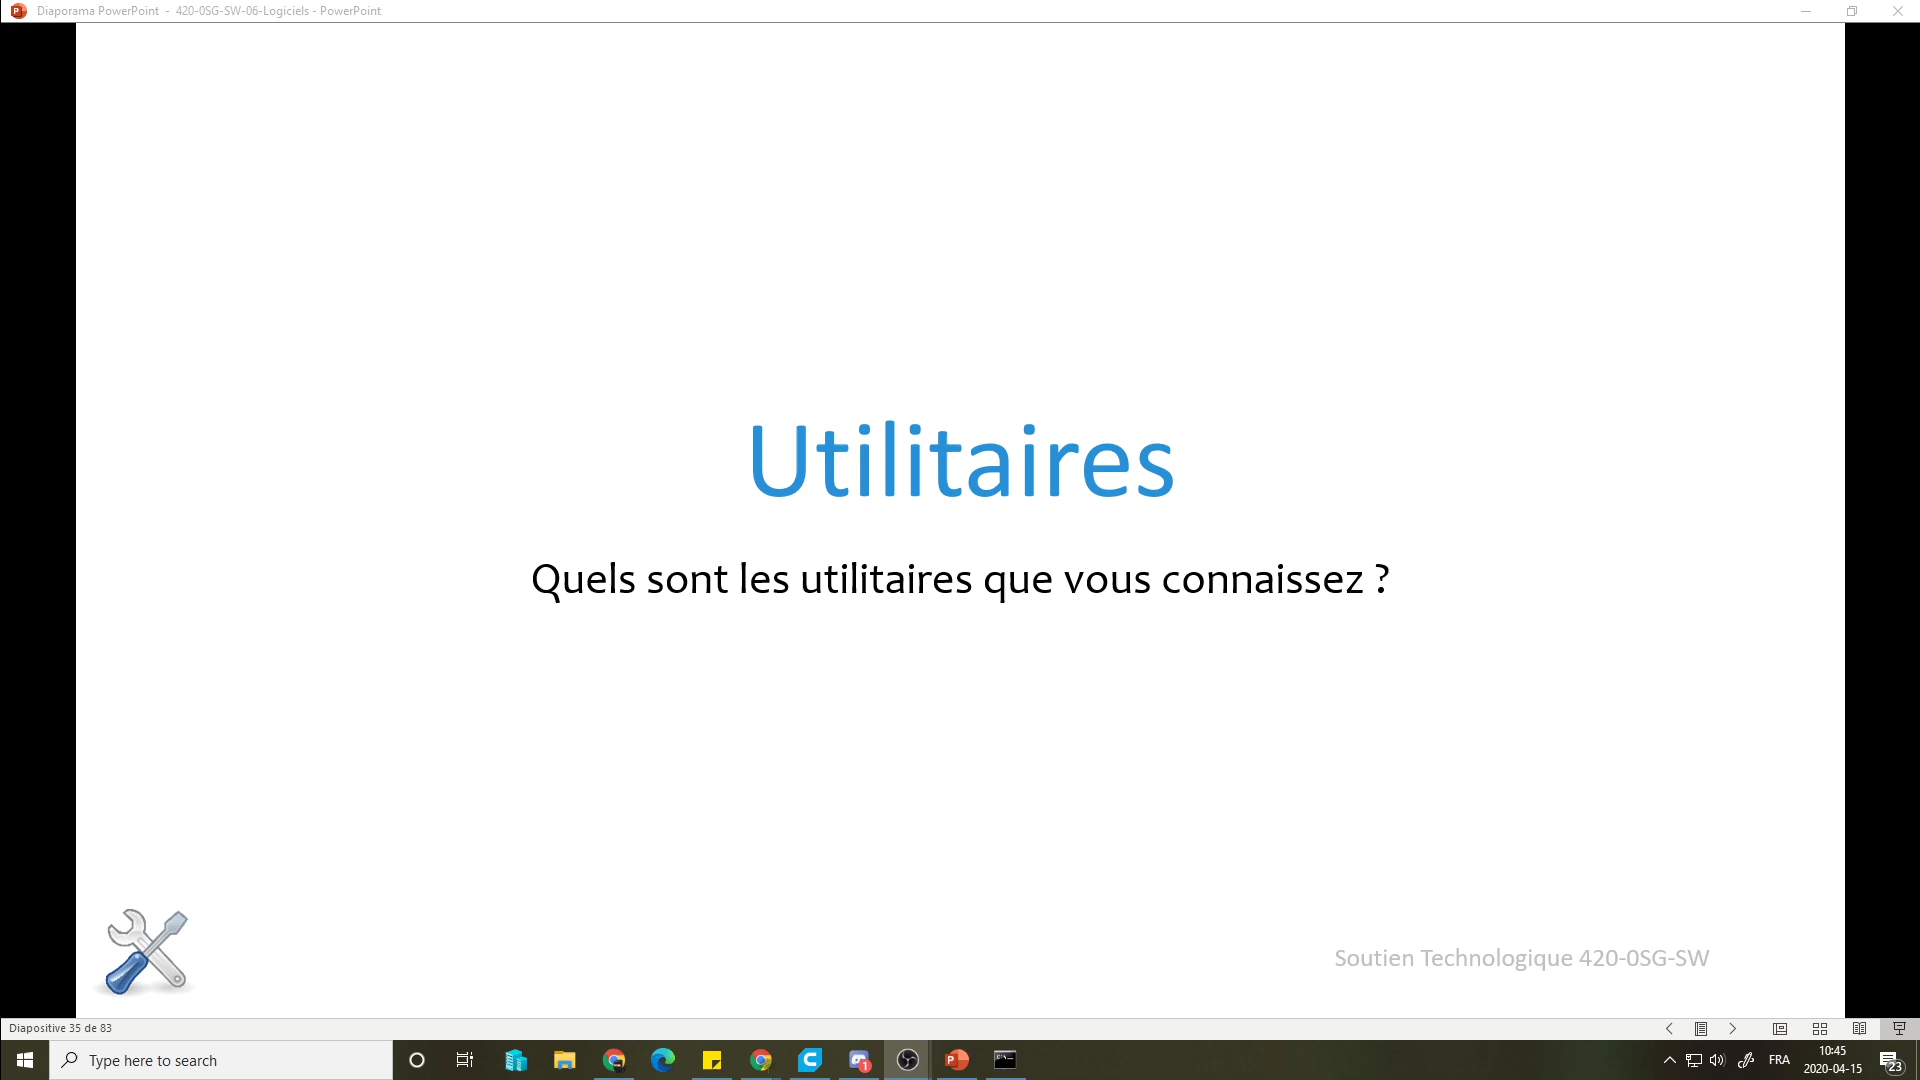 Diaporama PowerPoint - 420-0SG-SW-06-Logiciels - PowerPoint
Utilitaires
Quels sont les utilitaires que vous connaissez ?
Soutien Technologique 420-0SG-SW
Diapositive 35 de 83
Type here to search
1
FRA
10:45
2020-04-15
23